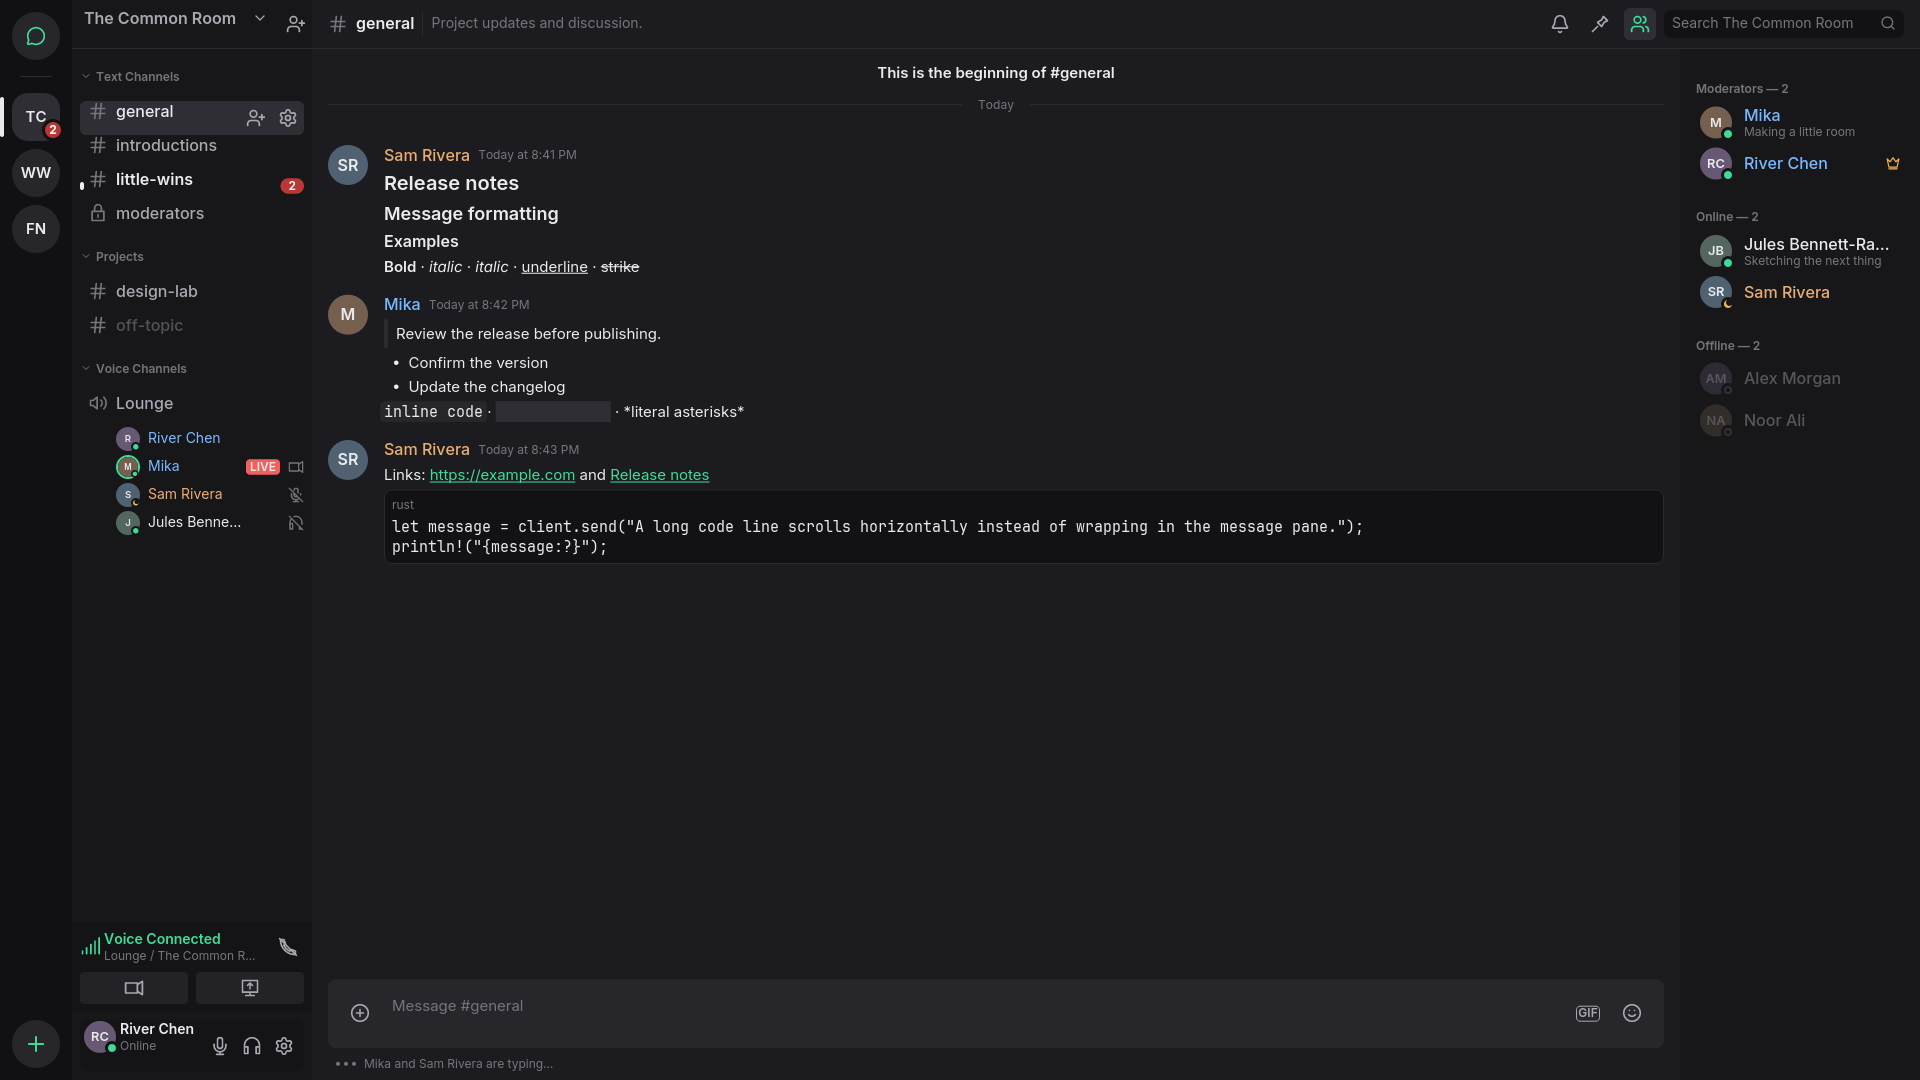 TC
2
WW
FN
The Common Room
Text Channels
general
introductions
little-wins
2
moderators
Projects
design-lab
off-topic
Voice Channels
Lounge
R
River Chen
M
Mika
LIVE
S
Sam Rivera
J
Jules Benne...
Voice Connected
Lounge / The Common R...
RC
River Chen
Online
general
Project updates and discussion.
Search The Common Room
This is the beginning of #general
Today
SR
Sam Rivera Today at 8:41 PM
Release notes
Message formatting
Examples
Bold · italic · italic · underline · strike
M
Mika Today at 8:42 PM
Review the release before publishing.
• Confirm the version
• Update the changelog
inline code · · *literal asterisks*
SR
Sam Rivera Today at 8:43 PM
Links: https://example.com and Release notes
rust
let message = client.send("A long code line scrolls horizontally instead of wrapping in the message pane.");
println!("{message:?}");
Message #general
GIF
Mika and Sam Rivera are typing...
Moderators — 2
M
Mika
Making a little room
RC
River Chen
Online — 2
JB
Jules Bennett-Ra...
Sketching the next thing
SR
Sam Rivera
Offline — 2
AM
Alex Morgan
NA
Noor Ali